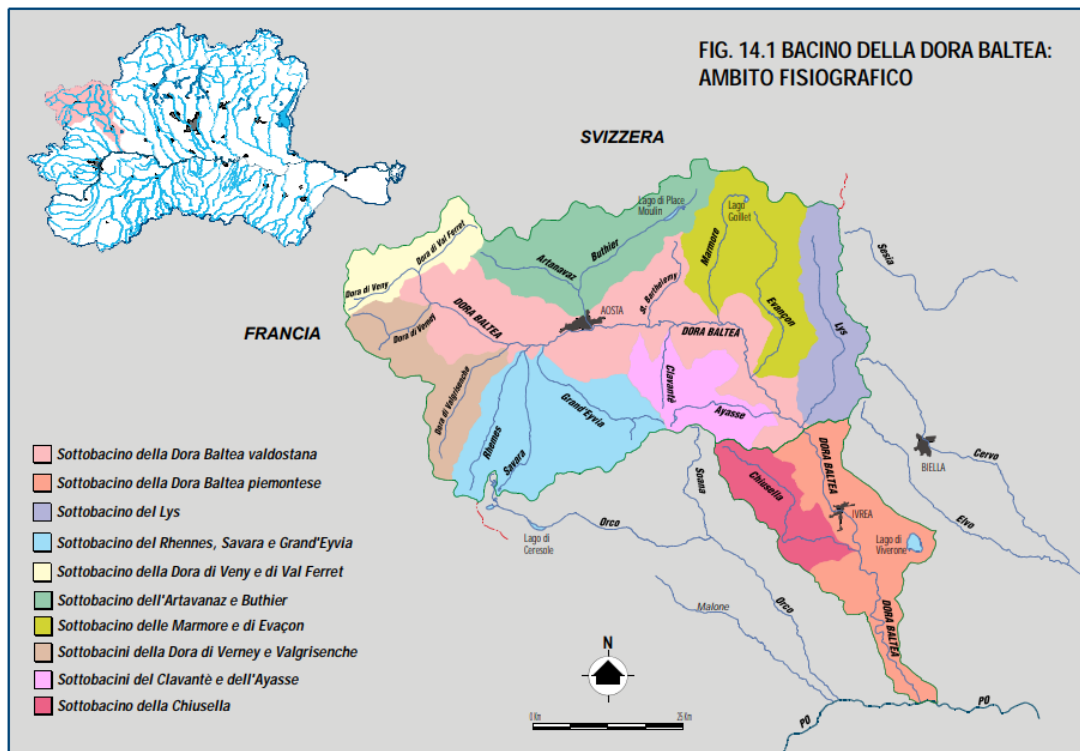 FIG. 14.1 BACINO DELLA DORA BALTEA:
AMBITO FISIOGRAFICO
SVIZZERA
FRANCIA
Lago di Place
Moulin
Lago
Goillet
Dora di Val Ferret
Dora di Veny
Artanavaz
Buthier
Marmore
Sesia
S. Barthelemy
Evançon
Lys
DORA BALTEA
AOSTA
DORA BALTEA
Dora di Verney
Clavantè
Dora di Valgrisenche
Grand'Eyvia
Ayasse
Rhemes
Savara
DORA BALTEA
Cervo
BIELLA
Soana
Chiusella
IVREA
Elvo
Orco
Lago di
Ceresole
Lago di
Viverone
Malone
Orco
DORA BALTEA
Sottobacino della Dora Baltea valdostana
Sottobacino della Dora Baltea piemontese
Sottobacino del Lys
Sottobacino del Rhennes, Savara e Grand'Eyvia
Sottobacino della Dora di Veny e di Val Ferret
Sottobacino dell'Artavanaz e Buthier
Sottobacino delle Marmore e di Evaçon
Sottobacini della Dora di Verney e Valgrisenche
Sottobacini del Clavantè e dell'Ayasse
Sottobacino della Chiusella
N
0 Km
25 Km
PO
PO